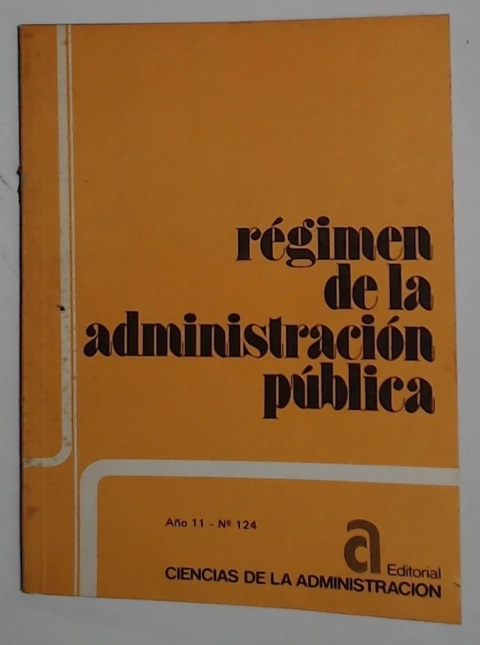 régimen
de la
administración
pública
Año 11 - Nº 124
a
Editorial
CIENCIAS DE LA ADMINISTRACION